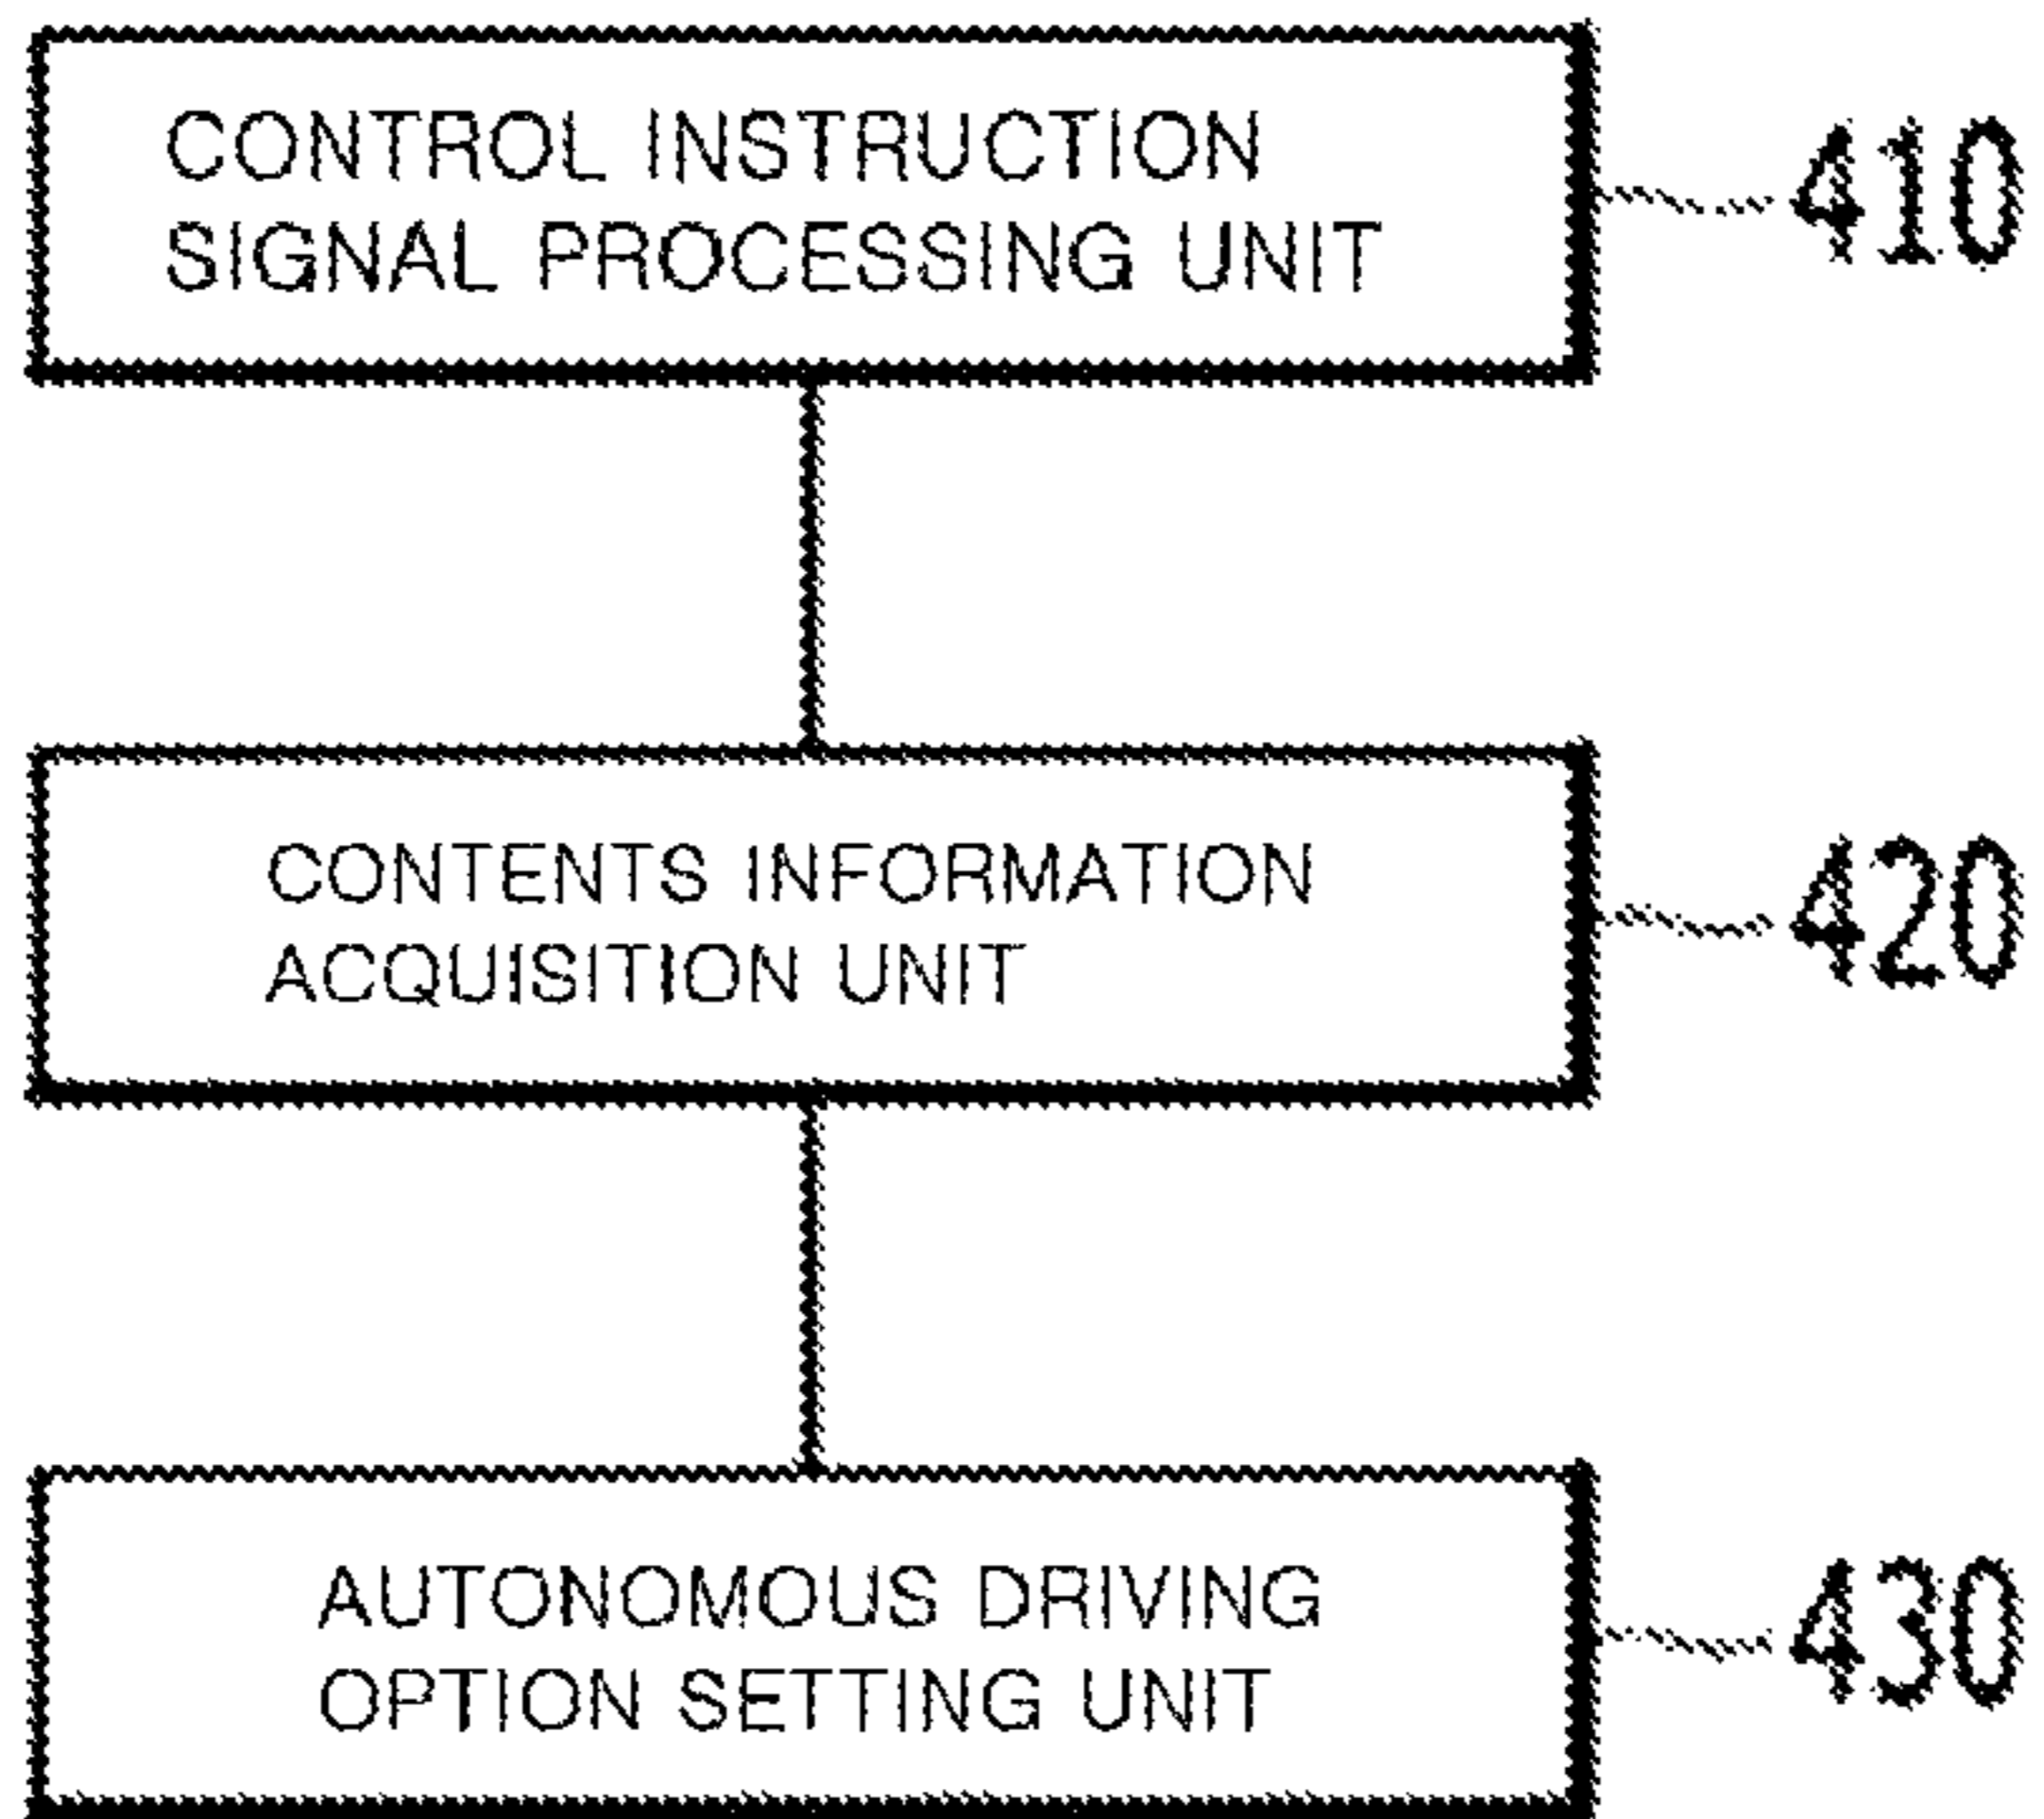 CONTROL INSTRUCTION
SIGNAL PROCESSING UNIT
410
CONTENTS INFORMATION
ACQUISITION UNIT
420
AUTONOMOUS DRIVING
OPTION SETTING UNIT
430